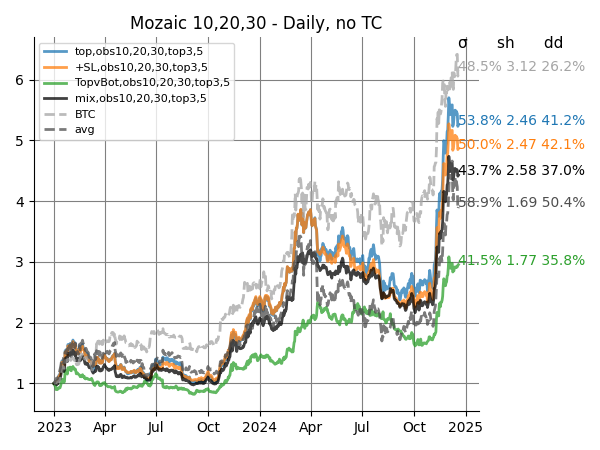 Mozaic 10,20,30 - Daily, no TC
σ sh dd
top,obs10,20,30,top3,5
+SL,obs10,20,30,top3,5
TopvBot,obs10,20,30,top3,5
mix,obs10,20,30,top3,5
BTC
avg
48.5% 3.12 26.2%
53.8% 2.46 41.2%
50.0% 2.47 42.1%
43.7% 2.58 37.0%
58.9% 1.69 50.4%
41.5% 1.77 35.8%
6
5
4
3
2
1
2023 Apr Jul Oct 2024 Apr Jul Oct 2025